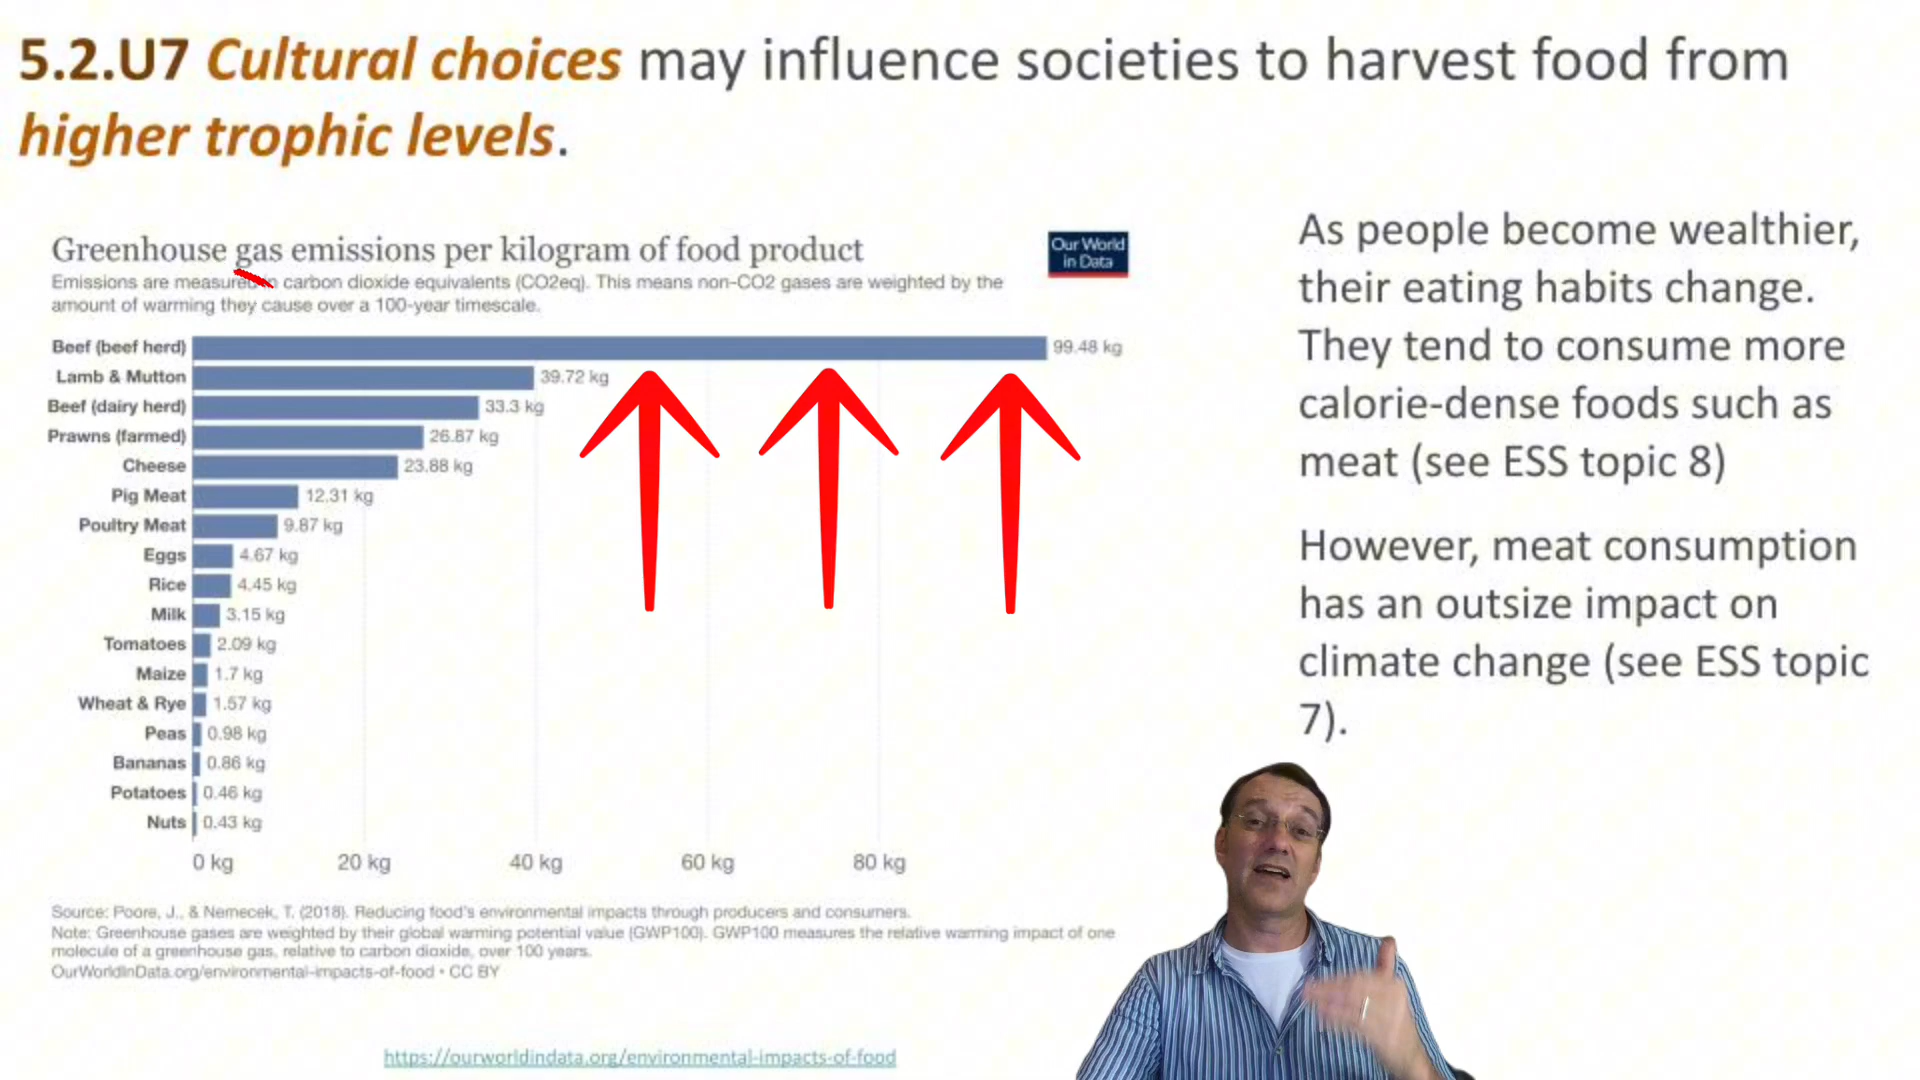 5.2.U7 Cultural choices may influence societies to harvest food from
higher trophic levels.
Greenhouse gas emissions per kilogram of food product
Our World
in Data
Emissions are measured in carbon dioxide equivalents (CO2eq). This means non-CO2 gases are weighted by the
amount of warming they cause over a 100-year timescale.
Beef (beef herd) 99.48 kg
Lamb & Mutton 39.72 kg
Beef (dairy herd) 33.3 kg
Prawns (farmed) 26.87 kg
Cheese 23.88 kg
Pig Meat 12.31 kg
Poultry Meat 9.87 kg
Eggs 4.67 kg
Rice 4.45 kg
Milk 3.15 kg
Tomatoes 2.09 kg
Maize 1.7 kg
Wheat & Rye 1.57 kg
Peas 0.98 kg
Bananas 0.86 kg
Potatoes 0.46 kg
Nuts 0.43 kg
0 kg 20 kg 40 kg 60 kg 80 kg
Source: Poore, J., & Nemecek, T. (2018). Reducing food's environmental impacts through producers and consumers.
Note: Greenhouse gases are weighted by their global warming potential value (GWP100). GWP100 measures the relative warming impact of one
molecule of a greenhouse gas, relative to carbon dioxide, over 100 years.
OurWorldInData.org/environmental-impacts-of-food • CC BY
https://ourworldindata.org/environmental-impacts-of-food
As people become wealthier,
their eating habits change.
They tend to consume more
calorie-dense foods such as
meat (see ESS topic 8)
However, meat consumption
has an outsize impact on
climate change (see ESS topic
7).